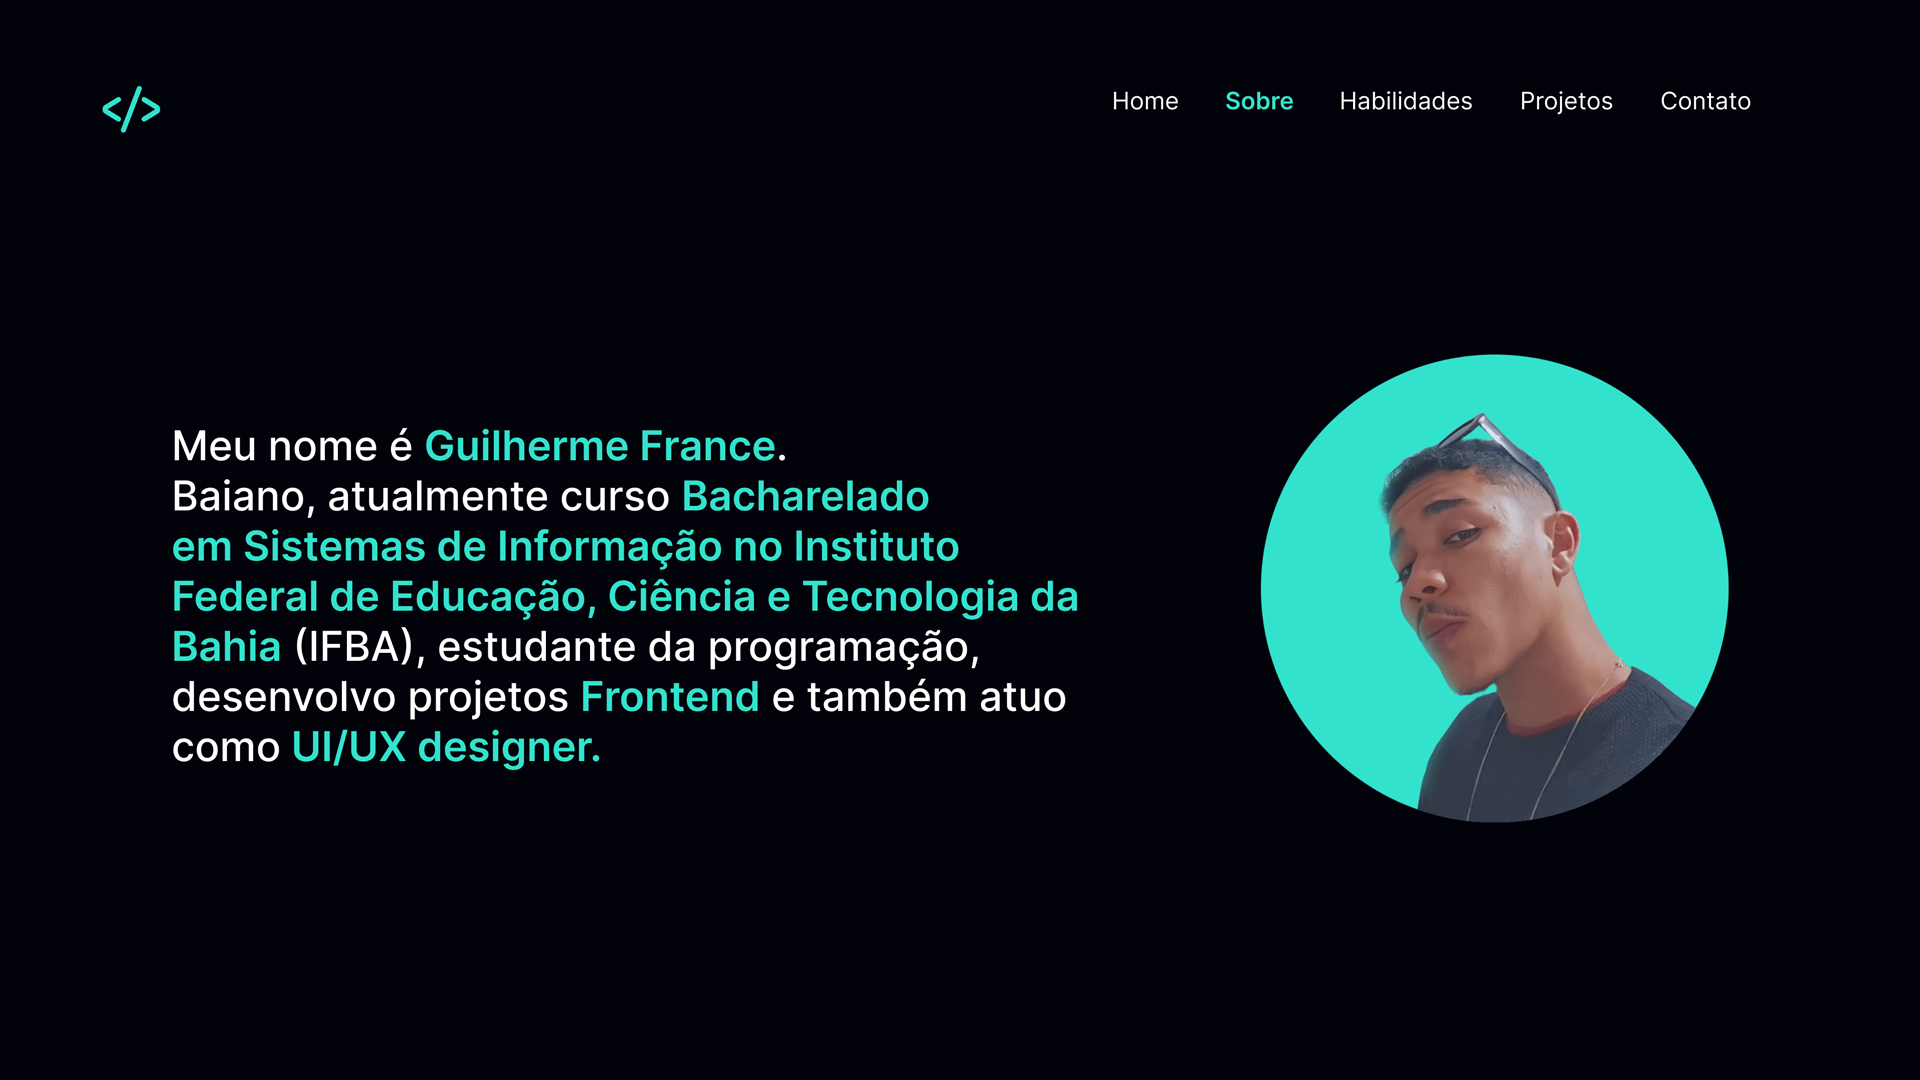 </>
Home Sobre Habilidades Projetos Contato
Meu nome é Guilherme France.
Baiano, atualmente curso Bacharelado
em Sistemas de Informação no Instituto
Federal de Educação, Ciência e Tecnologia da
Bahia (IFBA), estudante da programação,
desenvolvo projetos Frontend e também atuo
como UI/UX designer.